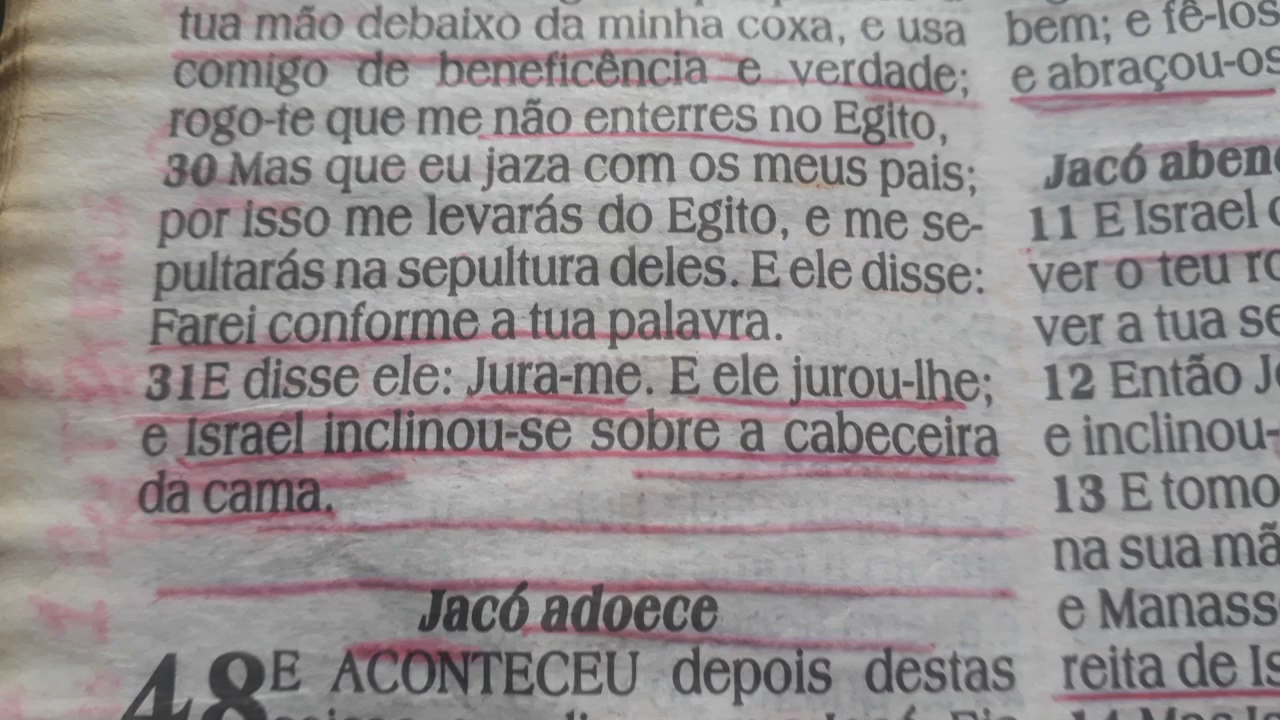 tua mão debaixo da minha coxa, e usa
comigo de beneficência e verdade;
rogo-te que me não enterres no Egito,
30 Mas que eu jaza com os meus pais;
por isso me levarás do Egito, e me se-
pultarás na sepultura deles. E ele disse:
Farei conforme a tua palavra.
31E disse ele: Jura-me. E ele jurou-lhe;
e Israel inclinou-se sobre a cabeceira
da cama.
Jacó adoece
48E ACONTECEU depois destas
bem; e fê-los
e abraçou-os
Jacó aben
11 E Israel
ver o teu
ver a tua se
12 Então
e inclinou-
13 E tomo
na sua mã
e Manass
reita de Is